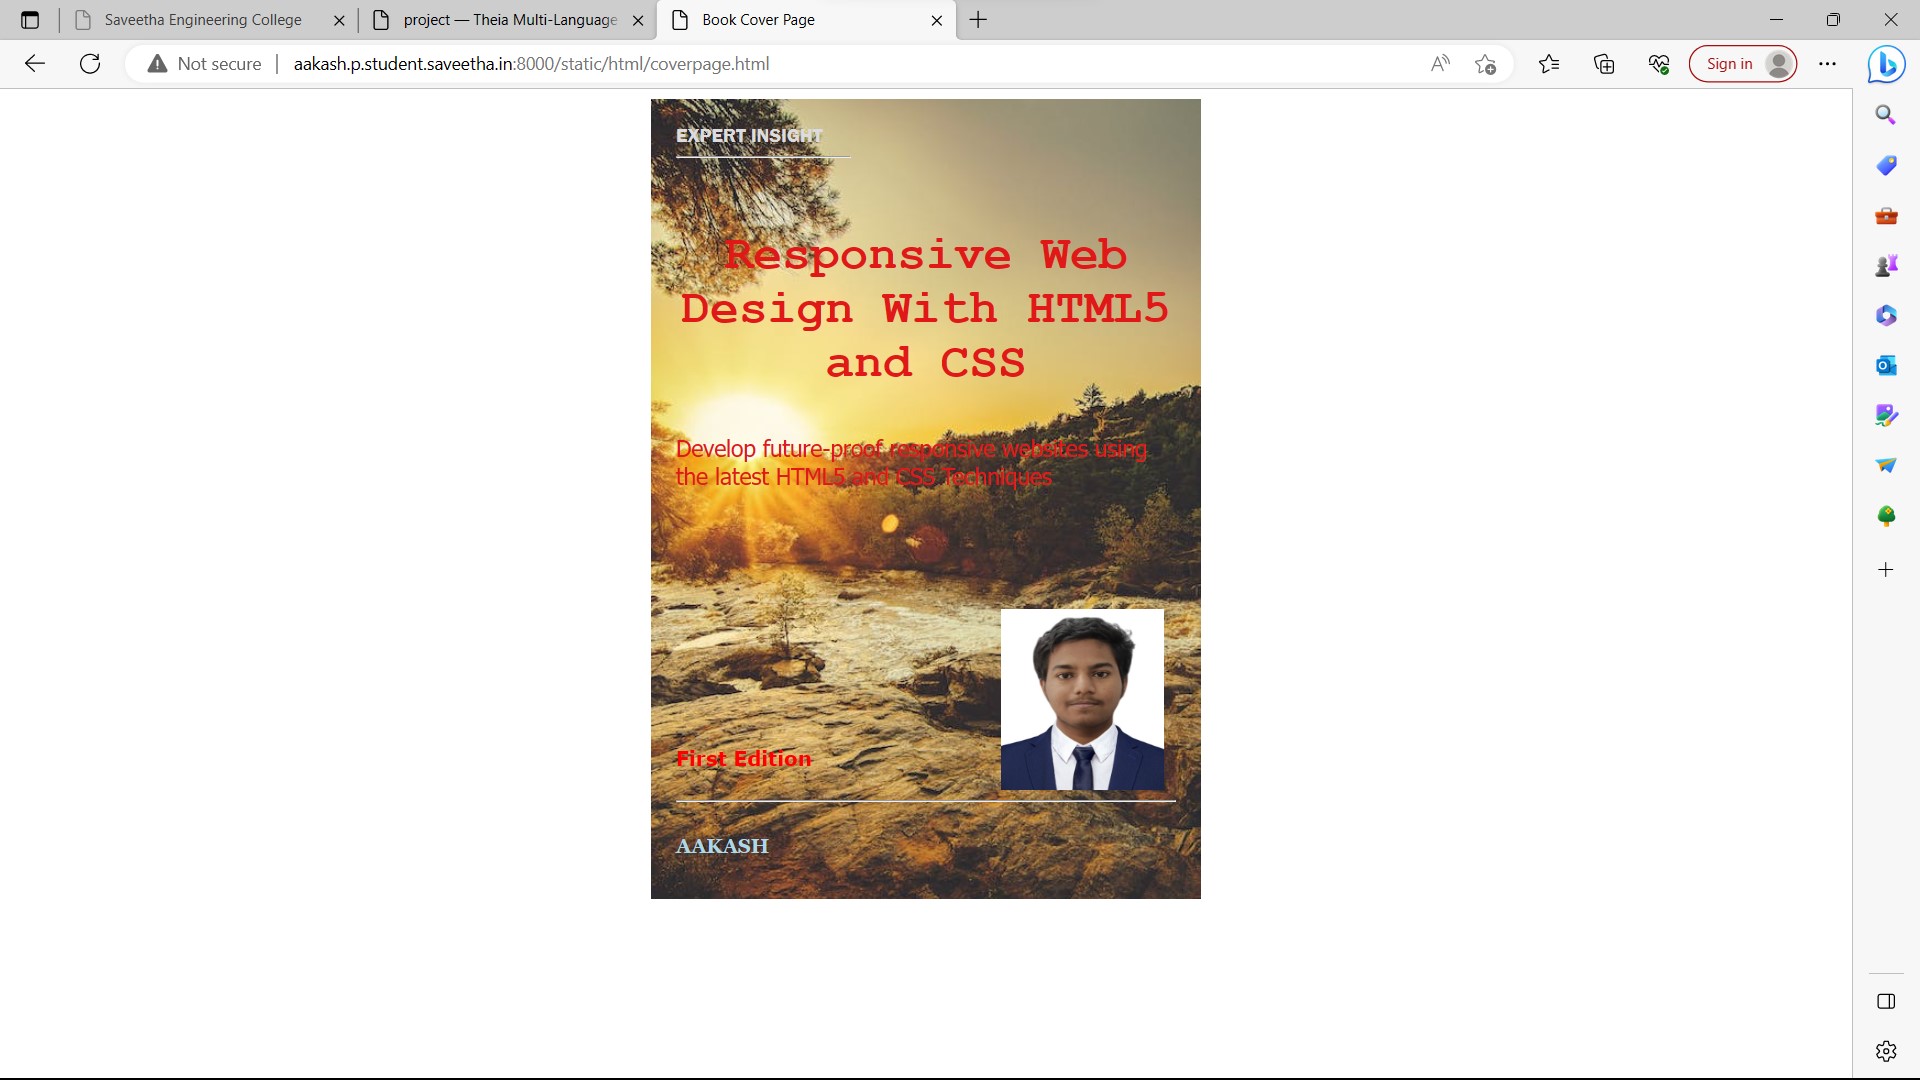 Saveetha Engineering College
project — Theia Multi-Language
Book Cover Page
Not secure
aakash.p.student.saveetha.in:8000/static/html/coverpage.html
Sign in
EXPERT INSIGHT
Responsive Web
Design With HTML5
and CSS
Develop future-proof responsive websites using
the latest HTML5 and CSS Techniques
First Edition
AAKASH